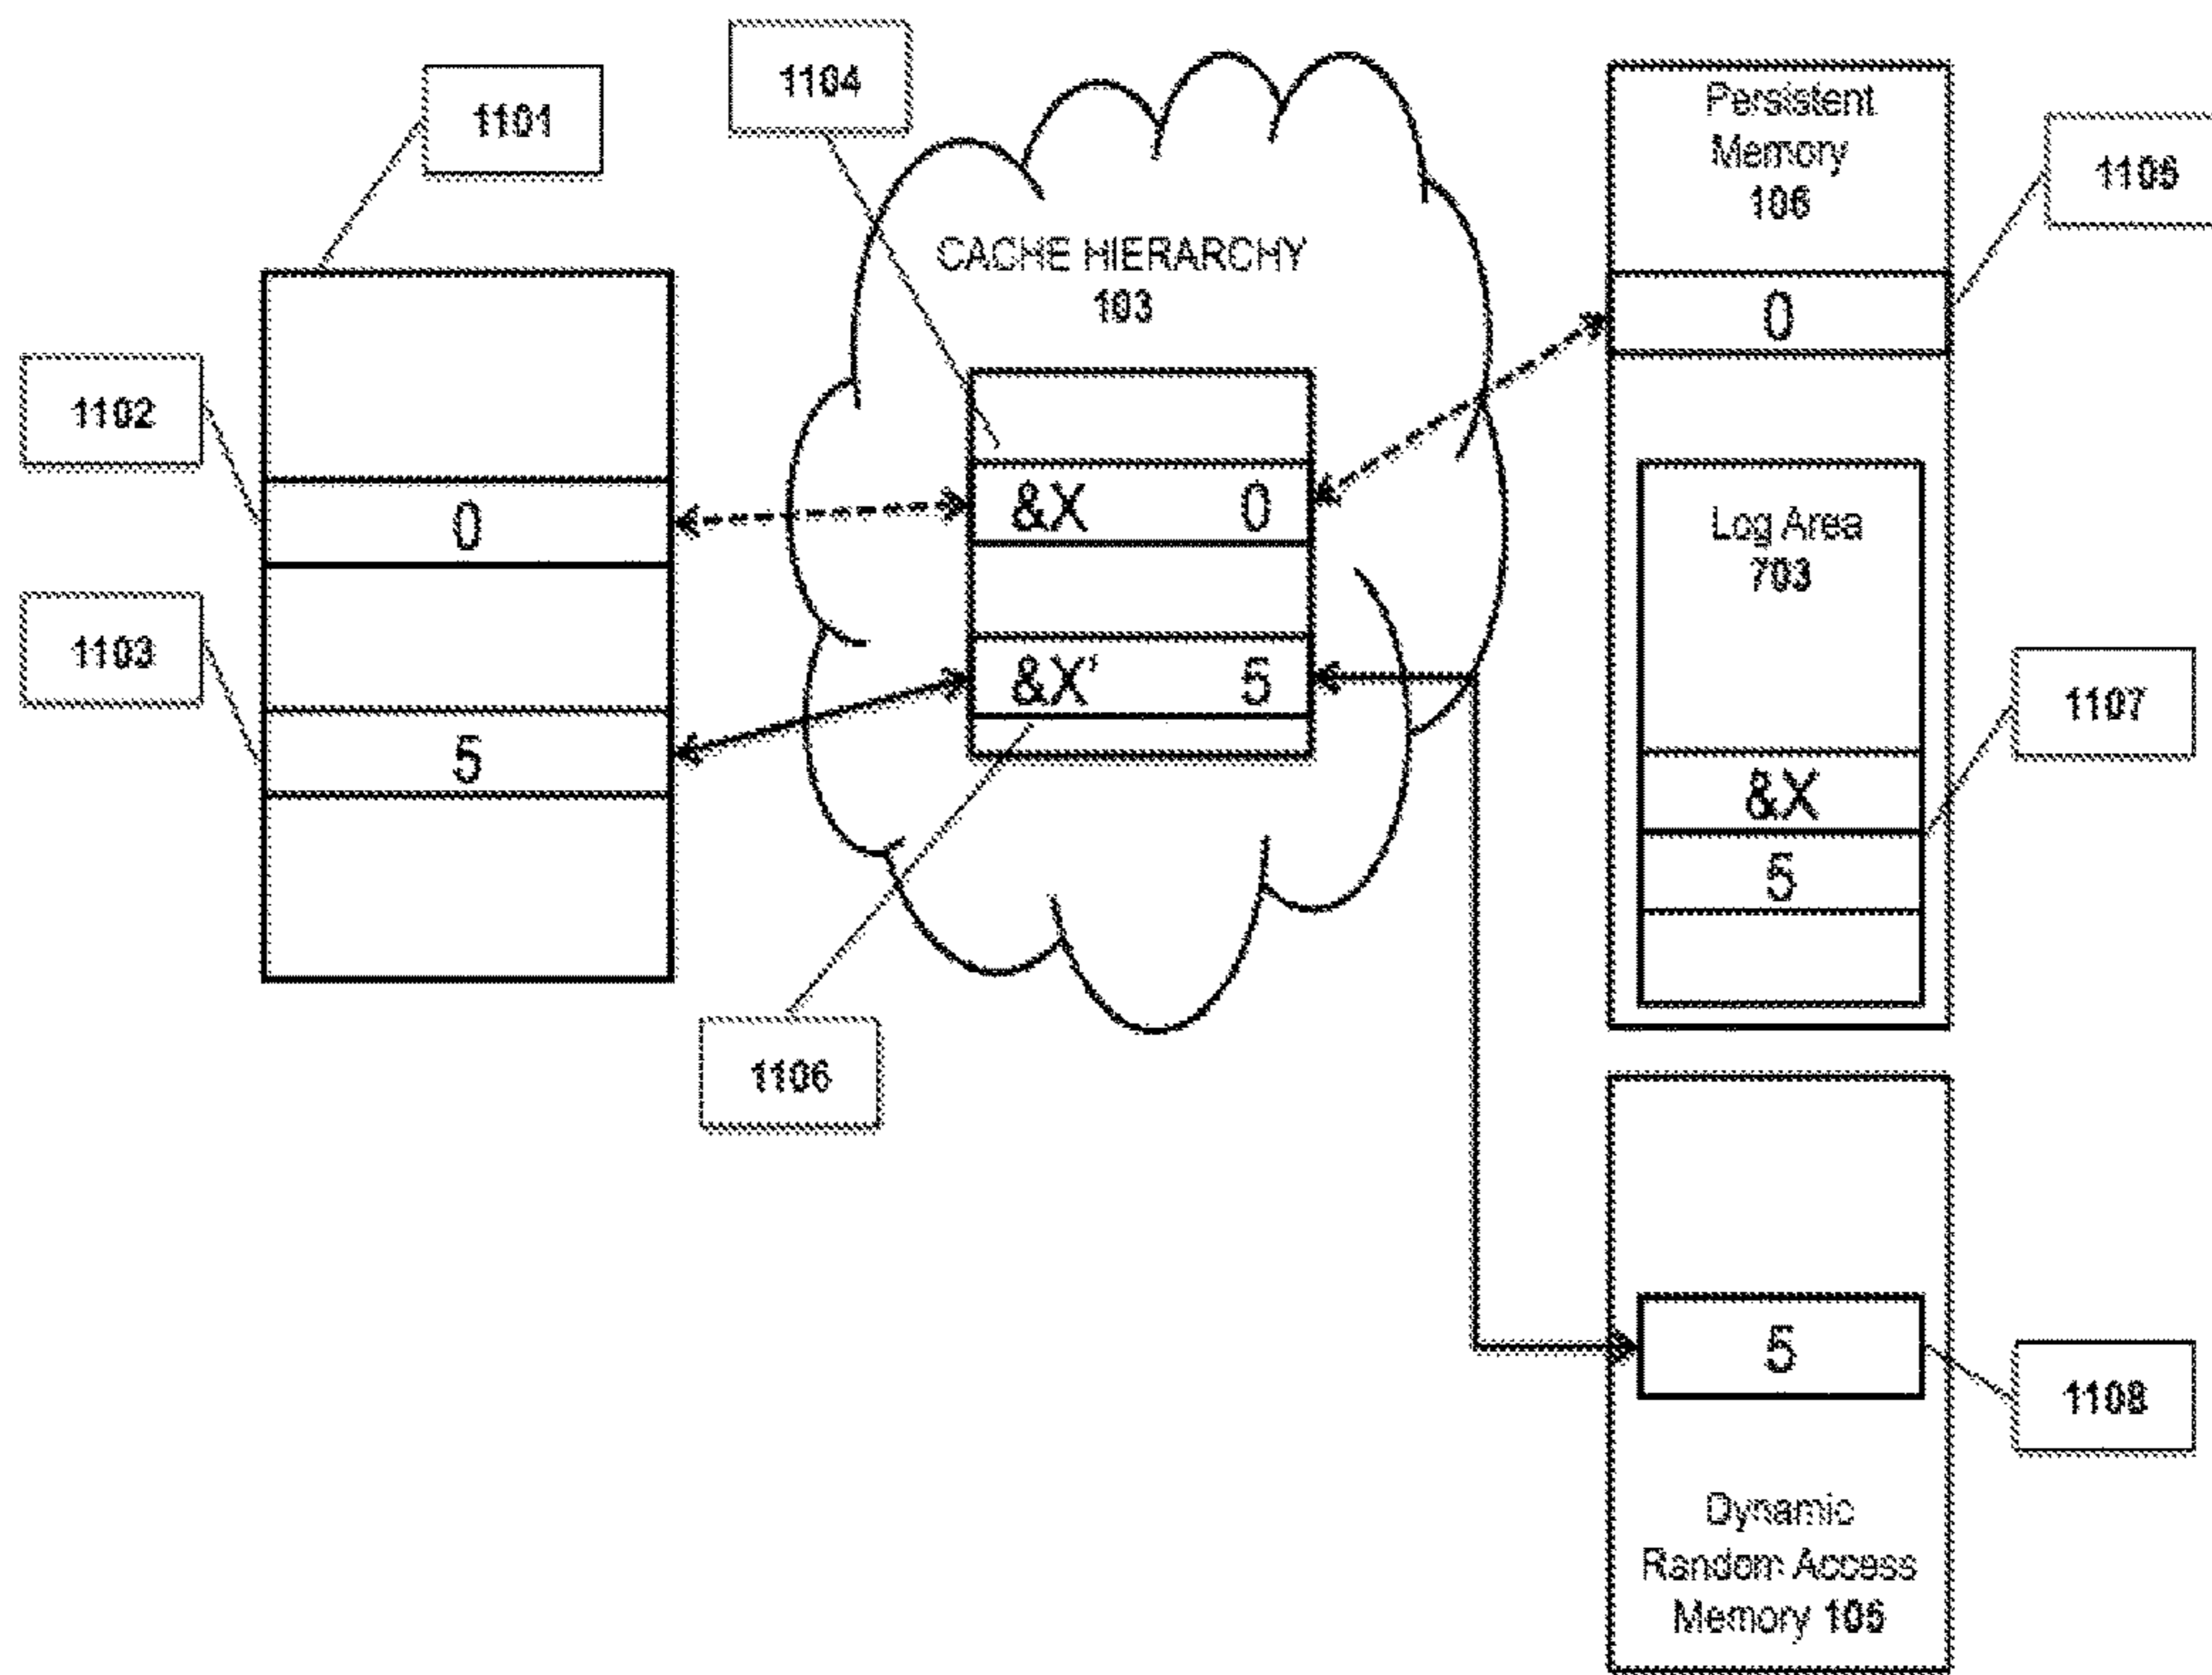 1101
1104
Persistent
Memory
106
1105
CACHE HIERARCHY
103
0
1102
0
&X 0
Log Area
703
1103
5
&X' 5
1107
&X
5
1106
5
1108
Dynamic
Random Access
Memory 105